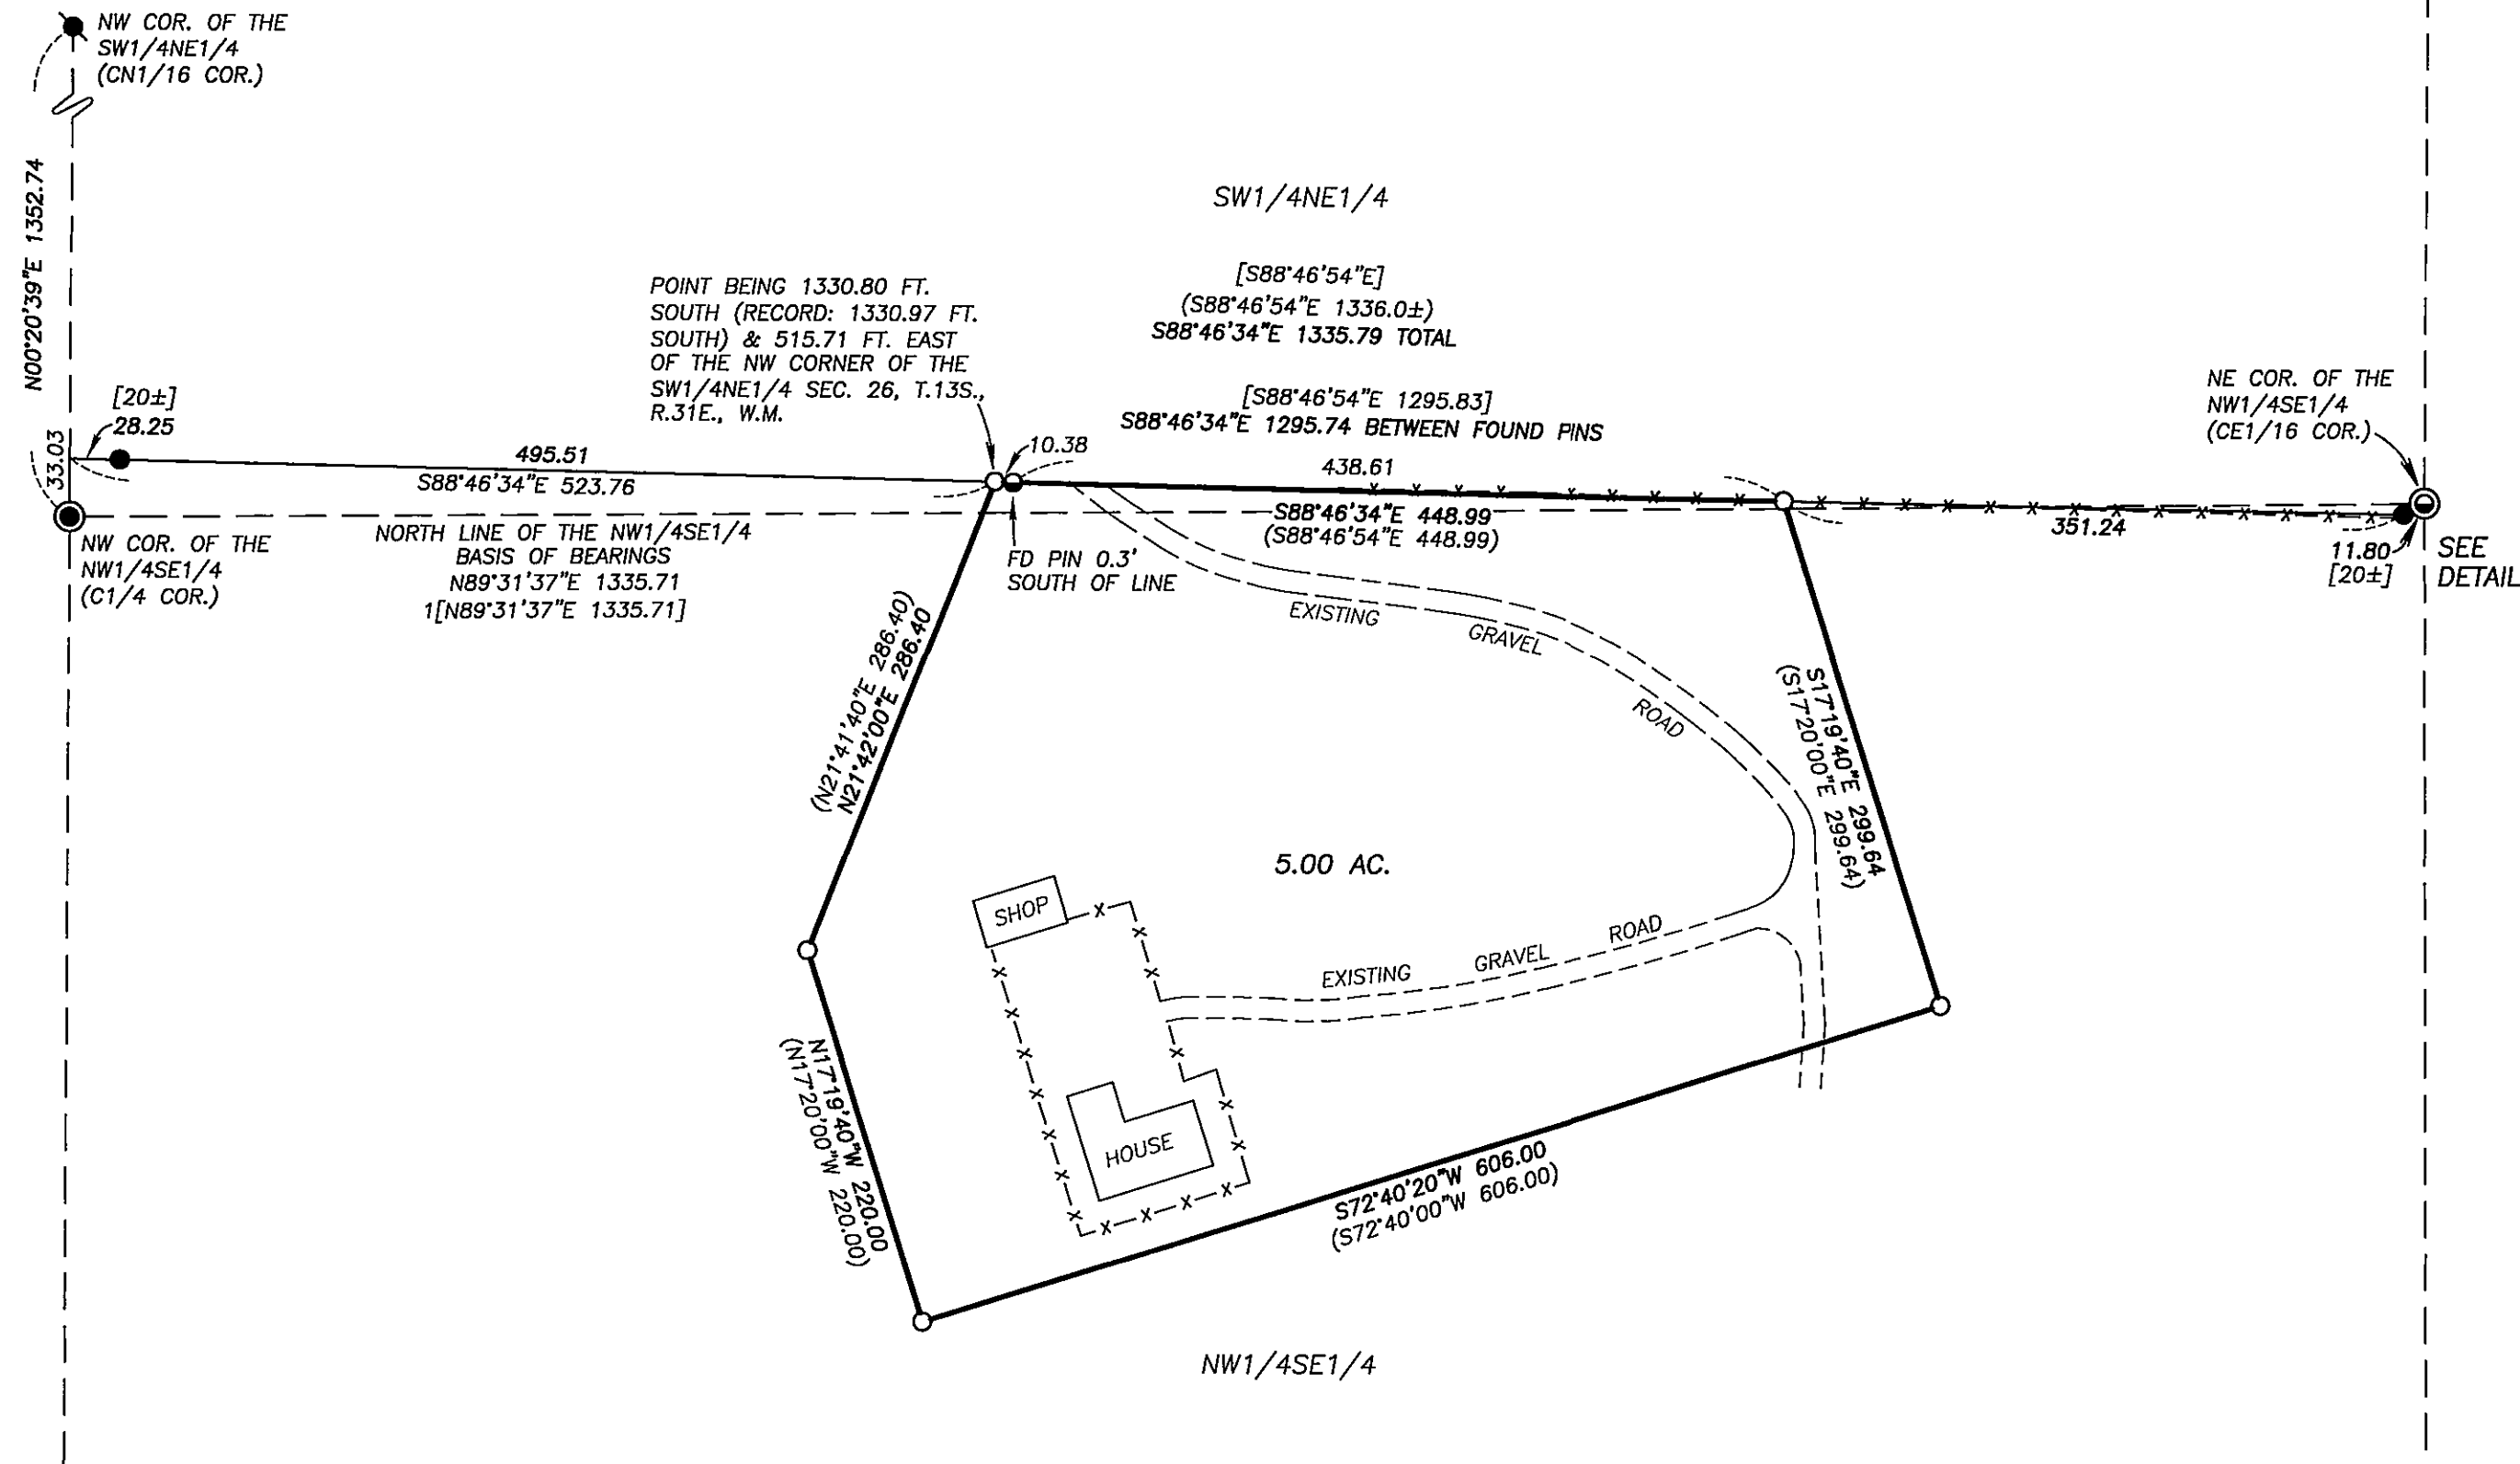 NW COR. OF THE
SW1/4NE1/4
(CN1/16 COR.)
N00°20'39"E 1352.74
SW1/4NE1/4
[S88°46'54"E]
(S88°46'54"E 1336.0±)
S88°46'34"E 1335.79 TOTAL
POINT BEING 1330.80 FT.
SOUTH (RECORD: 1330.97 FT.
SOUTH) & 515.71 FT. EAST
OF THE NW CORNER OF THE
SW1/4NE1/4 SEC. 26, T.13S.,
R.31E., W.M.
[S88°46'54"E 1295.83]
S88°46'34"E 1295.74 BETWEEN FOUND PINS
NE COR. OF THE
NW1/4SE1/4
(CE1/16 COR.)
[20±]
28.25
33.03
495.51
S88°46'34"E 523.76
10.38
438.61
S88°46'34"E 448.99
(S88°46'54"E 448.99)
351.24
11.80
[20±]
SEE
DETAIL
NW COR. OF THE
NW1/4SE1/4
(C1/4 COR.)
NORTH LINE OF THE NW1/4SE1/4
BASIS OF BEARINGS
N89°31'37"E 1335.71
1[N89°31'37"E 1335.71]
FD PIN 0.3'
SOUTH OF LINE
EXISTING
GRAVEL
ROAD
(N21°41'40"E 286.40)
N21°42'00"E 286.40
S17°19'40"E 299.64
(S17°20'00"E 299.64)
5.00 AC.
SHOP
EXISTING
GRAVEL
ROAD
HOUSE
N17°19'40"W 220.00
(N17°20'00"W 220.00)
S72°40'20"W 606.00
(S72°40'00"W 606.00)
NW1/4SE1/4